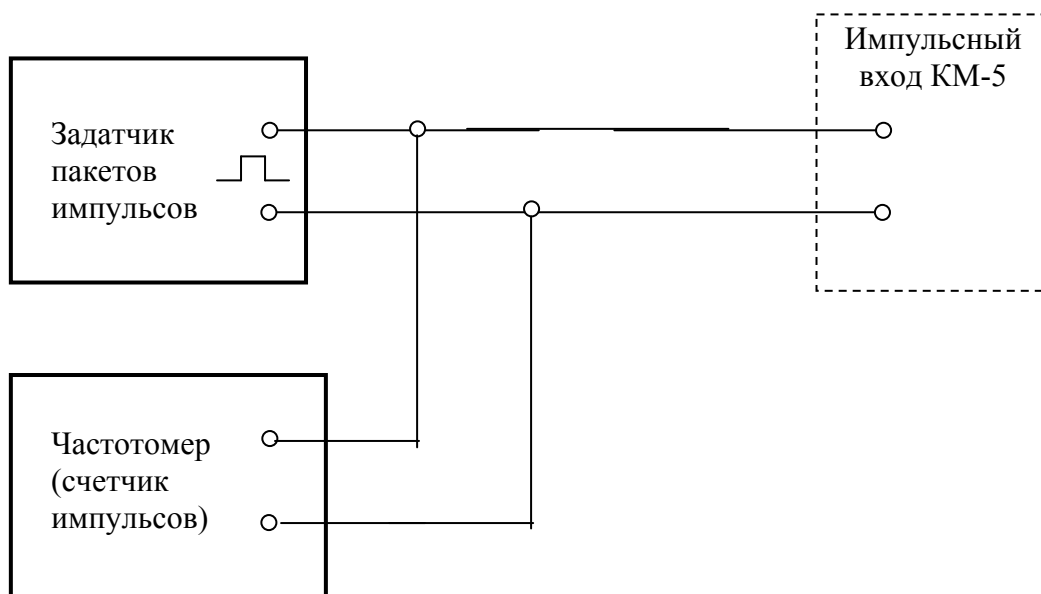 Импульсный
вход КМ-5
Задатчик
пакетов
импульсов
Частотомер
(счетчик
импульсов)